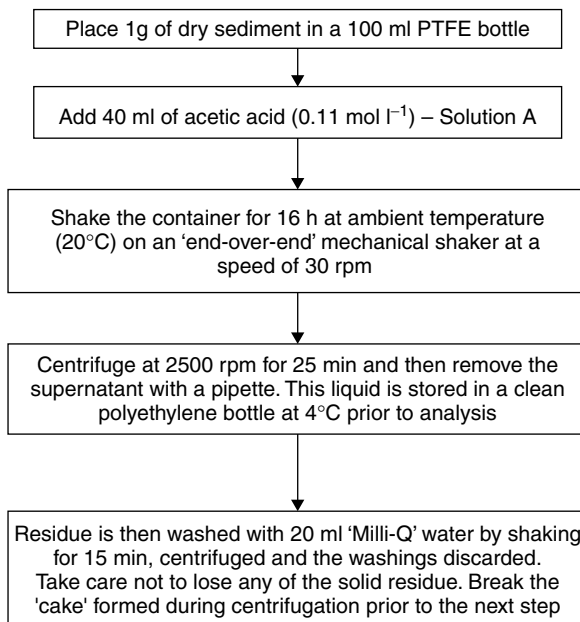 Place 1g of dry sediment in a 100 ml PTFE bottle
Add 40 ml of acetic acid (0.11 mol l⁻¹) – Solution A
Shake the container for 16 h at ambient temperature
(20°C) on an ‘end-over-end’ mechanical shaker at a
speed of 30 rpm
Centrifuge at 2500 rpm for 25 min and then remove the
supernatant with a pipette. This liquid is stored in a clean
polyethylene bottle at 4°C prior to analysis
Residue is then washed with 20 ml ‘Milli-Q’ water by shaking
for 15 min, centrifuged and the washings discarded.
Take care not to lose any of the solid residue. Break the
'cake' formed during centrifugation prior to the next step